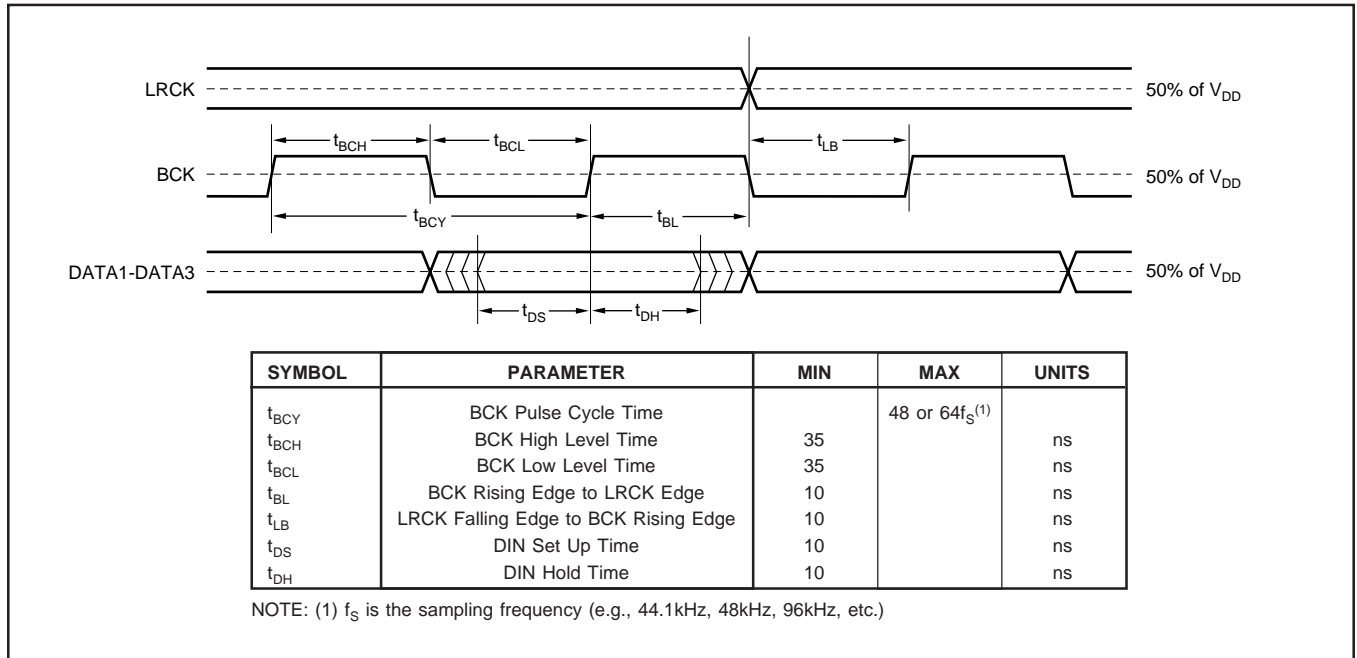 LRCK
50% of VDD
tBCH
tBCL
tLB
BCK
50% of VDD
tBCY
tBL
DATA1-DATA3
50% of VDD
tDS
tDH
SYMBOL PARAMETER MIN MAX UNITS
tBCY BCK Pulse Cycle Time 48 or 64fS(1)
tBCH BCK High Level Time 35 ns
tBCL BCK Low Level Time 35 ns
tBL BCK Rising Edge to LRCK Edge 10 ns
tLB LRCK Falling Edge to BCK Rising Edge 10 ns
tDS DIN Set Up Time 10 ns
tDH DIN Hold Time 10 ns
NOTE: (1) fS is the sampling frequency (e.g., 44.1kHz, 48kHz, 96kHz, etc.)